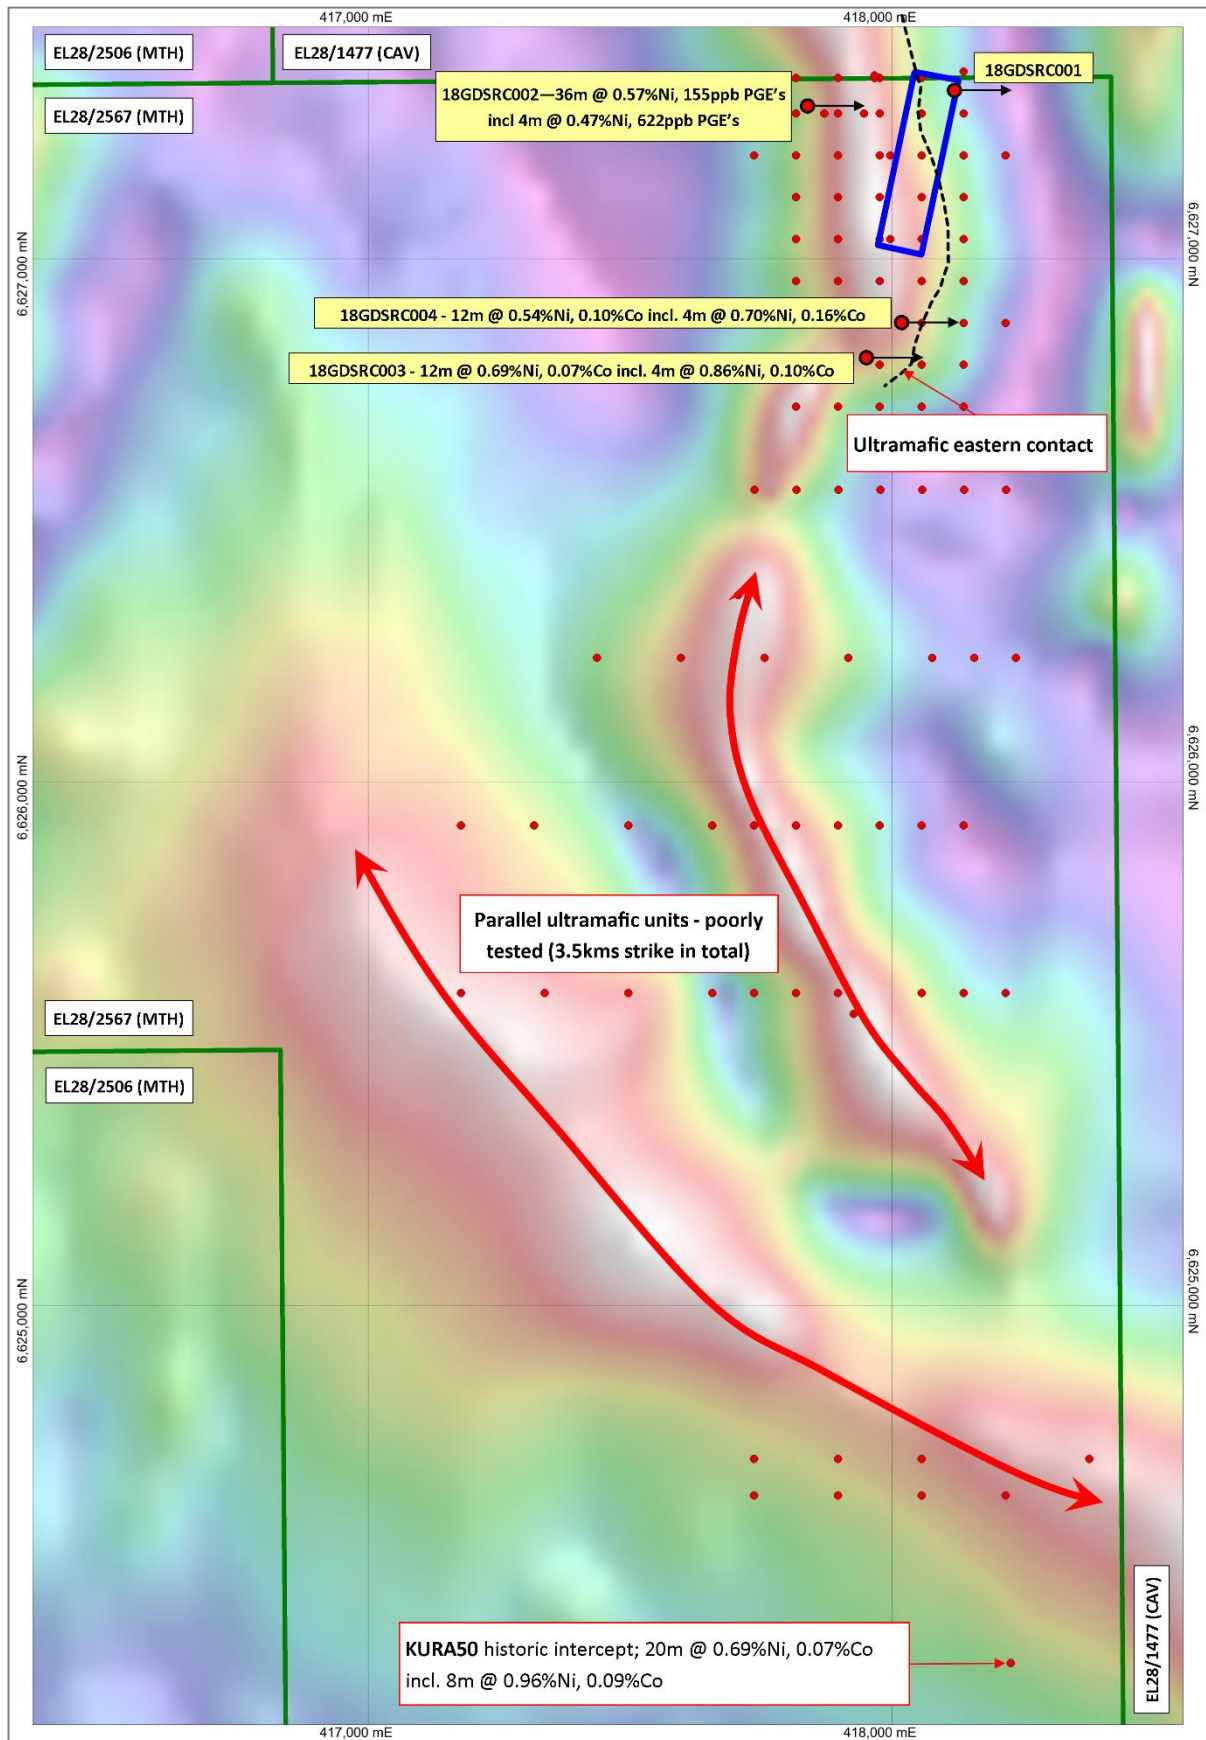 417,000 mE
418,000 mE
EL28/2506 (MTH)
EL28/1477 (CAV)
18GDSRC001
18GDSRC002—36m @ 0.57%Ni, 155ppb PGE's
incl 4m @ 0.47%Ni, 622ppb PGE's
EL28/2567 (MTH)
6,627,000 mN
6,627,000 mN
18GDSRC004 - 12m @ 0.54%Ni, 0.10%Co incl. 4m @ 0.70%Ni, 0.16%Co
18GDSRC003 - 12m @ 0.69%Ni, 0.07%Co incl. 4m @ 0.86%Ni, 0.10%Co
Ultramafic eastern contact
6,626,000 mN
6,626,000 mN
Parallel ultramafic units - poorly
tested (3.5kms strike in total)
EL28/2567 (MTH)
EL28/2506 (MTH)
6,625,000 mN
6,625,000 mN
KURA50 historic intercept; 20m @ 0.69%Ni, 0.07%Co
incl. 8m @ 0.96%Ni, 0.09%Co
EL28/1477 (CAV)
417,000 mE
418,000 mE